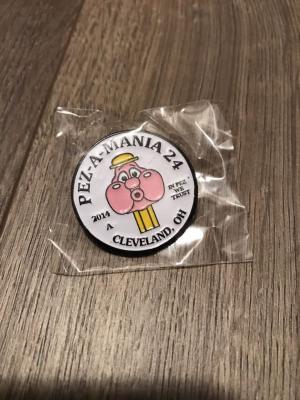 PEZ-A-MANIA 24
IN PEZ
WE
TRUST
2014
A
CLEVELAND, OH